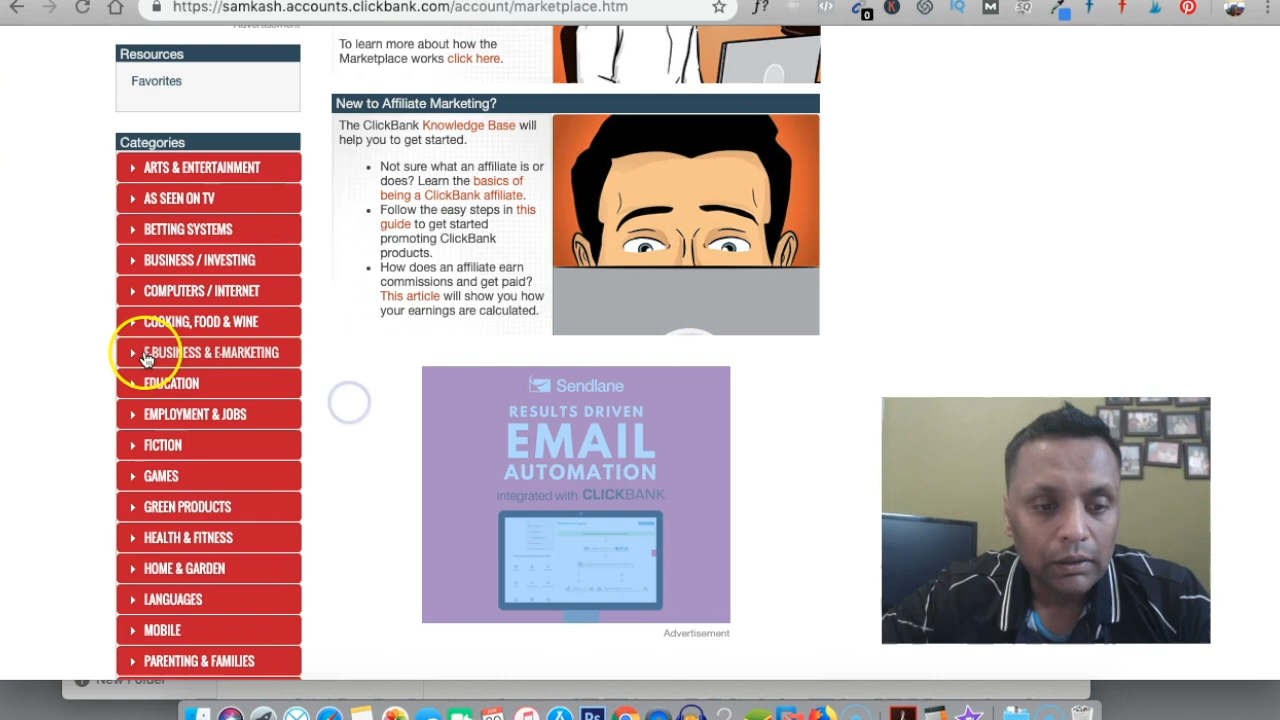 https://samkash.accounts.clickbank.com/account/marketplace.htm
f?
0
Resources
Favorites
Categories
ARTS & ENTERTAINMENT
AS SEEN ON TV
BETTING SYSTEMS
BUSINESS / INVESTING
COMPUTERS / INTERNET
COOKING, FOOD & WINE
E-BUSINESS & E-MARKETING
EDUCATION
EMPLOYMENT & JOBS
FICTION
GAMES
GREEN PRODUCTS
HEALTH & FITNESS
HOME & GARDEN
LANGUAGES
MOBILE
PARENTING & FAMILIES
To learn more about how the
Marketplace works click here.
New to Affiliate Marketing?
The ClickBank Knowledge Base will
help you to get started.
• Not sure what an affiliate is or
does? Learn the basics of
being a ClickBank affiliate.
• Follow the easy steps in this
guide to get started
promoting ClickBank
products.
• How does an affiliate earn
commissions and get paid?
This article will show you how
your earnings are calculated.
Sendlane
RESULTS DRIVEN
EMAIL
AUTOMATION
integrated with CLICKBANK
Advertisement
New Folder
Ps